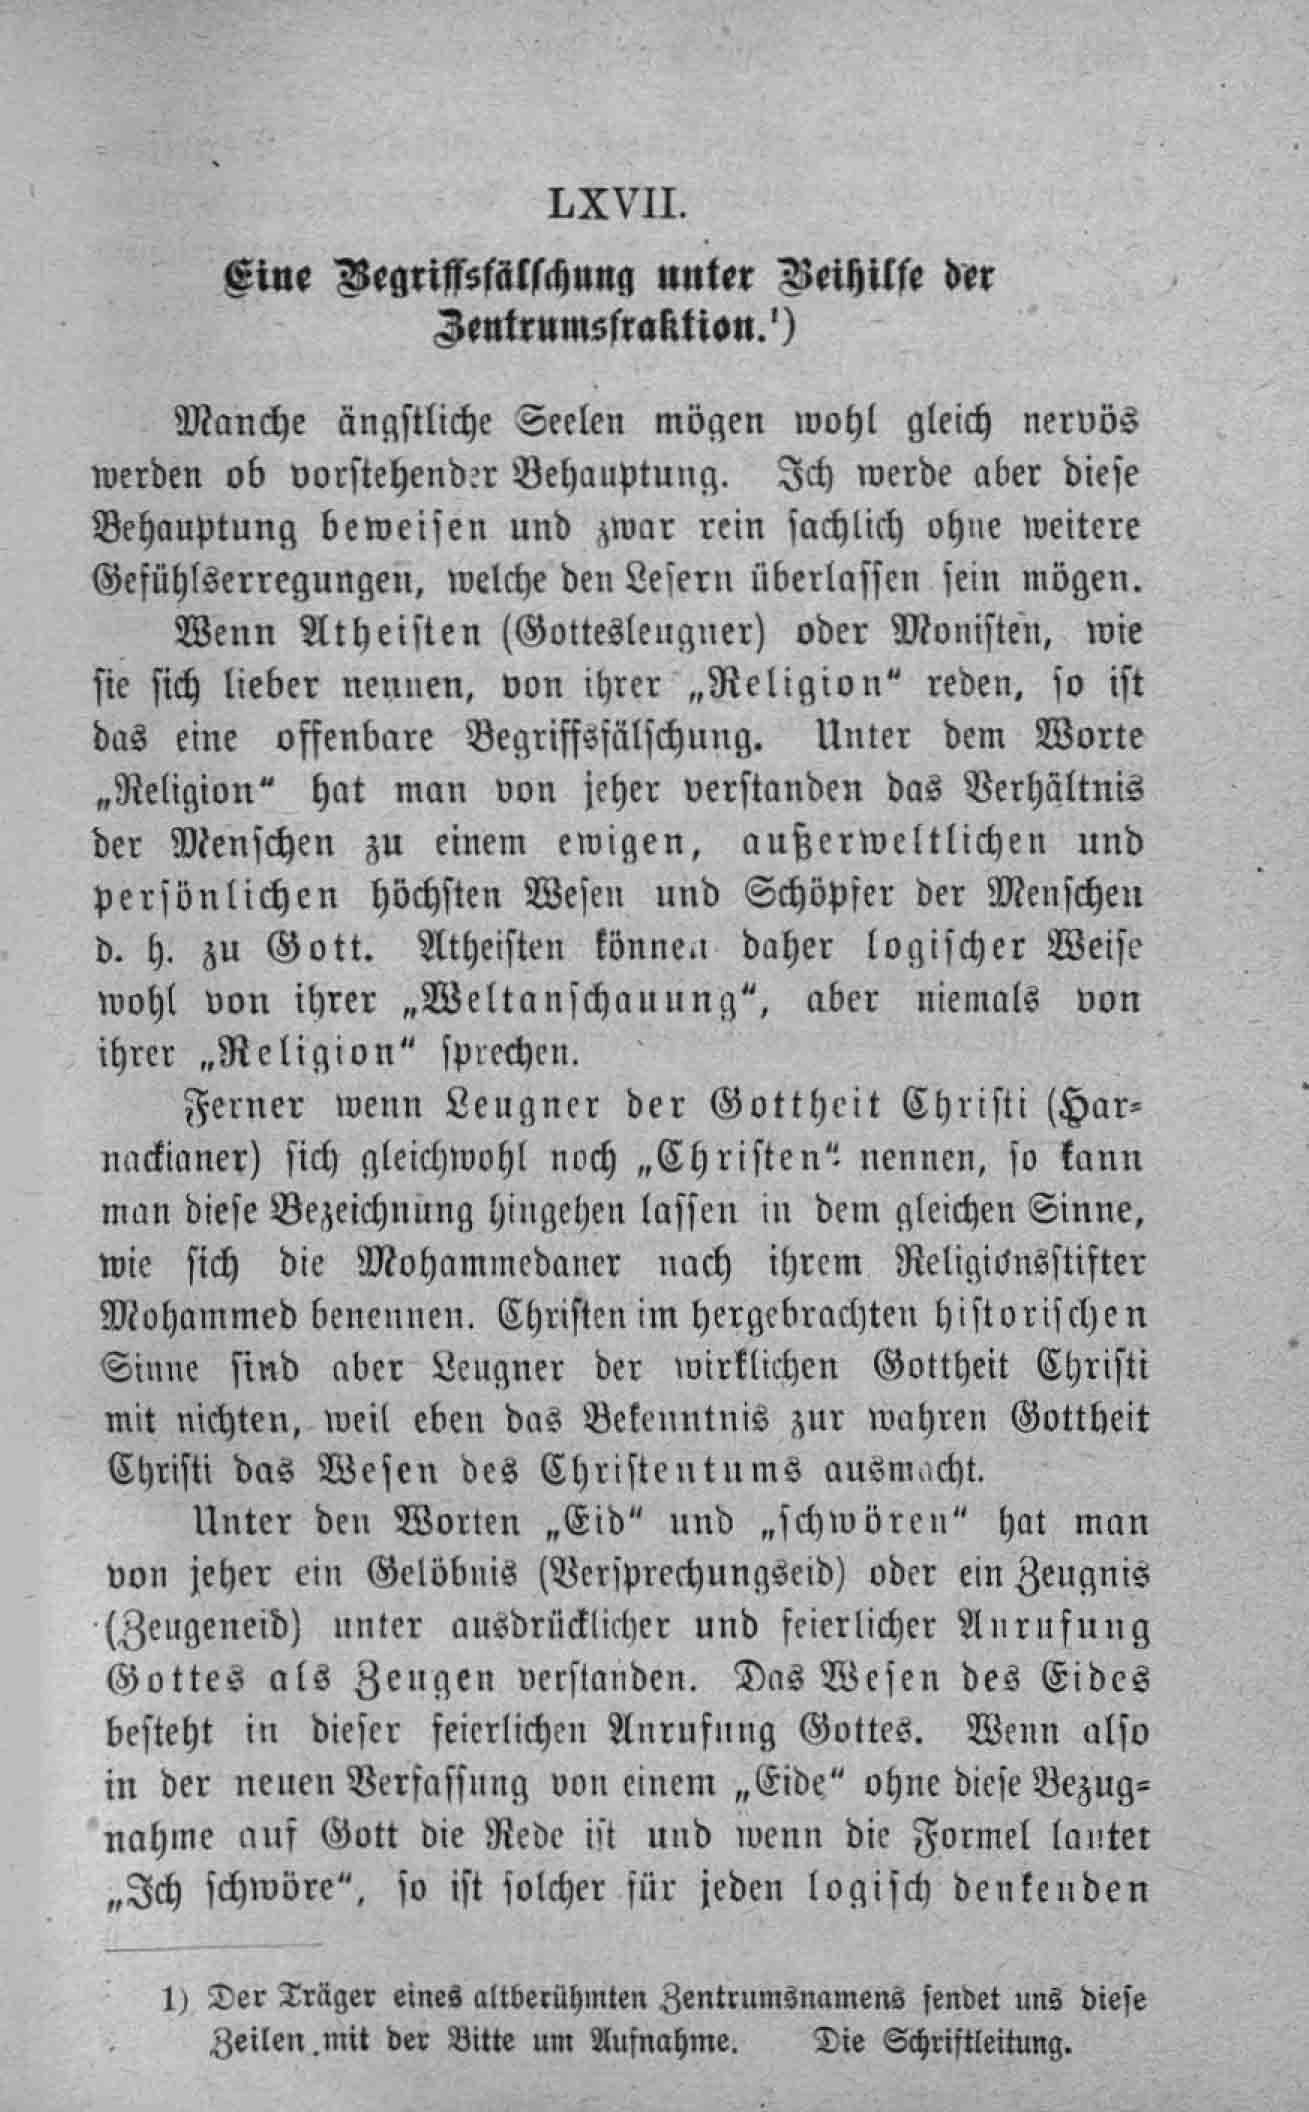 LXVII.
Eine Begriffsfälschung unter Beihilfe der
Zentrumsfraktion.¹)
Manche ängstliche Seelen mögen wohl gleich nervös
werden ob vorstehender Behauptung. Ich werde aber diese
Behauptung beweisen und zwar rein sachlich ohne weitere
Gefühlserregungen, welche den Lesern überlassen sein mögen.
Wenn Atheisten (Gottesleugner) oder Monisten, wie
sie sich lieber nennen, von ihrer „Religion“ reden, so ist
das eine offenbare Begriffsfälschung. Unter dem Worte
„Religion“ hat man von jeher verstanden das Verhältnis
der Menschen zu einem ewigen, außerweltlichen und
persönlichen höchsten Wesen und Schöpfer der Menschen
d. h. zu Gott. Atheisten können daher logischer Weise
wohl von ihrer „Weltanschauung“, aber niemals von
ihrer „Religion“ sprechen.
Ferner wenn Leugner der Gottheit Christi (Har-
nackianer) sich gleichwohl noch „Christen“ nennen, so kann
man diese Bezeichnung hingehen lassen in dem gleichen Sinne,
wie sich die Mohammedaner nach ihrem Religionsstifter
Mohammed benennen. Christen im hergebrachten historischen
Sinne sind aber Leugner der wirklichen Gottheit Christi
mit nichten, weil eben das Bekenntnis zur wahren Gottheit
Christi das Wesen des Christentums ausmacht.
Unter den Worten „Eid“ und „schwören“ hat man
von jeher ein Gelöbnis (Versprechungseid) oder ein Zeugnis
(Zeugeneid) unter ausdrücklicher und feierlicher Anrufung
Gottes als Zeugen verstanden. Das Wesen des Eides
besteht in dieser feierlichen Anrufung Gottes. Wenn also
in der neuen Verfassung von einem „Eide“ ohne diese Bezug-
nahme auf Gott die Rede ist und wenn die Formel lautet
„Ich schwöre“, so ist solcher für jeden logisch denkenden
1) Der Träger eines altberühmten Zentrumsnamens sendet uns diese
Zeilen mit der Bitte um Aufnahme. Die Schriftleitung.